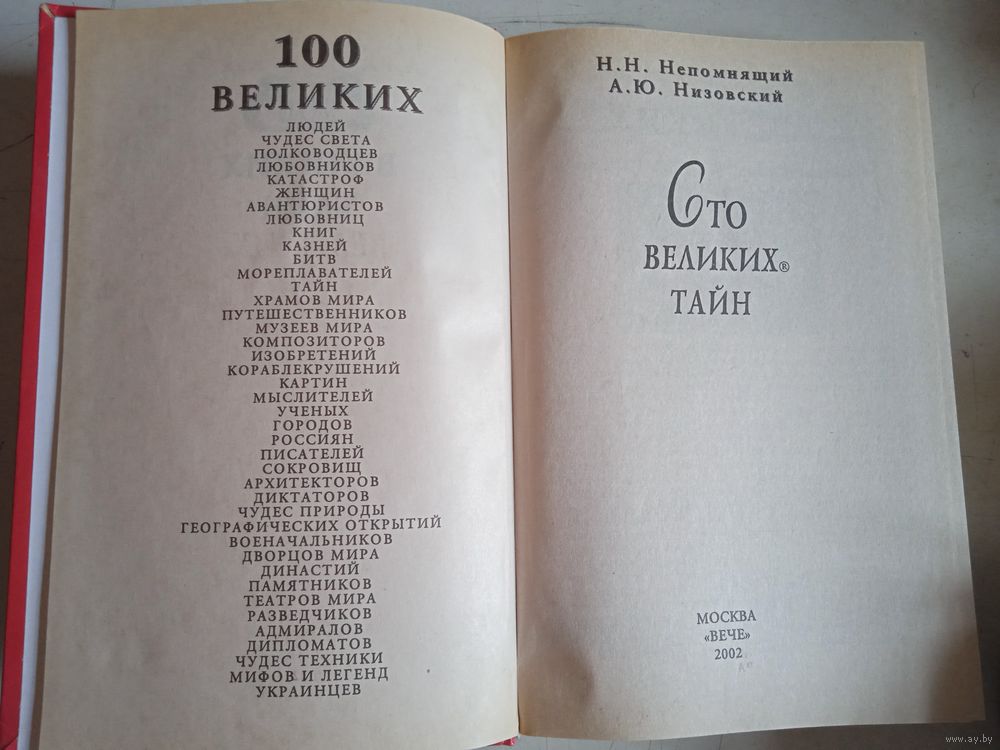 100
ВЕЛИКИХ
ЛЮДЕЙ
ЧУДЕС СВЕТА
ПОЛКОВОДЦЕВ
ЛЮБОВНИКОВ
КАТАСТРОФ
ЖЕНЩИН
АВАНТЮРИСТОВ
ЛЮБОВНИЦ
КНИГ
КАЗНЕЙ
БИТВ
МОРЕПЛАВАТЕЛЕЙ
ТАЙН
ХРАМОВ МИРА
ПУТЕШЕСТВЕННИКОВ
МУЗЕЕВ МИРА
КОМПОЗИТОРОВ
ИЗОБРЕТЕНИЙ
КОРАБЛЕКРУШЕНИЙ
КАРТИН
МЫСЛИТЕЛЕЙ
УЧЕНЫХ
ГОРОДОВ
РОССИЯН
ПИСАТЕЛЕЙ
СОКРОВИЩ
АРХИТЕКТОРОВ
ДИКТАТОРОВ
ЧУДЕС ПРИРОДЫ
ГЕОГРАФИЧЕСКИХ ОТКРЫТИЙ
ВОЕНАЧАЛЬНИКОВ
ДВОРЦОВ МИРА
ДИНАСТИЙ
ПАМЯТНИКОВ
ТЕАТРОВ МИРА
РАЗВЕДЧИКОВ
АДМИРАЛОВ
ДИПЛОМАТОВ
ЧУДЕС ТЕХНИКИ
МИФОВ И ЛЕГЕНД
УКРАИНЦЕВ
Н.Н. Непомнящий
А.Ю. Низовский
Сто
ВЕЛИКИХ®
ТАЙН
МОСКВА
«ВЕЧЕ»
2002
www.ay.by